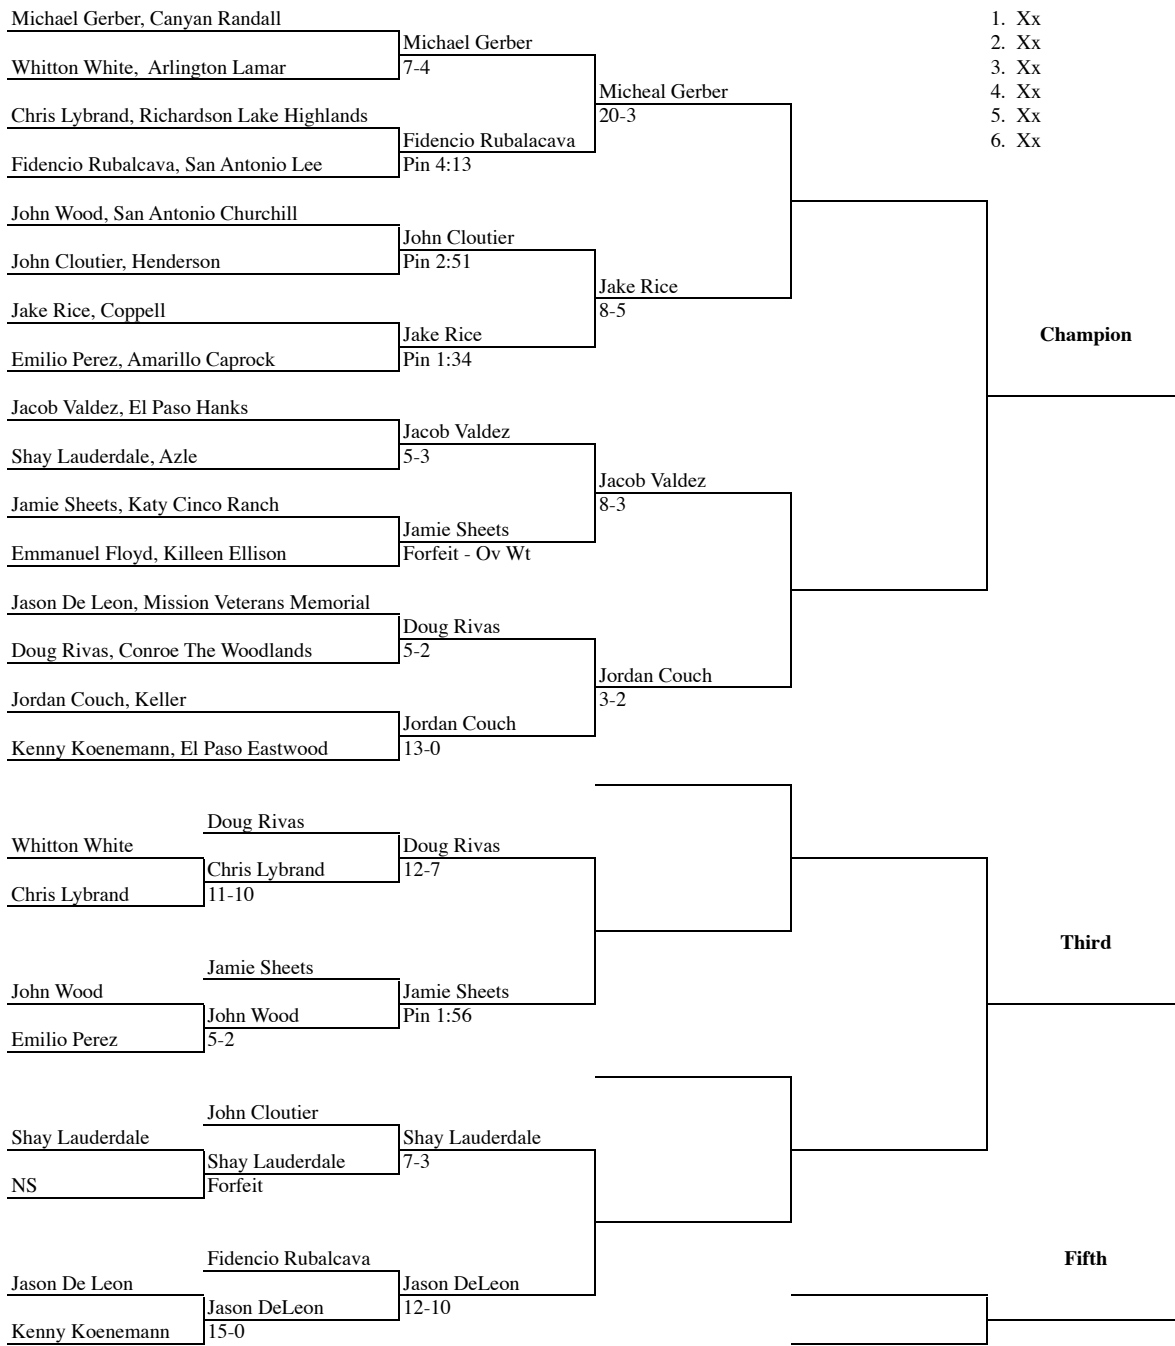 Michael Gerber, Canyan Randall
Whitton White,  Arlington Lamar
Chris Lybrand, Richardson Lake Highlands
Fidencio Rubalcava, San Antonio Lee
John Wood, San Antonio Churchill
John Cloutier, Henderson
Jake Rice, Coppell
Emilio Perez, Amarillo Caprock
Jacob Valdez, El Paso Hanks
Shay Lauderdale, Azle
Jamie Sheets, Katy Cinco Ranch
Emmanuel Floyd, Killeen Ellison
Jason De Leon, Mission Veterans Memorial
Doug Rivas, Conroe The Woodlands
Jordan Couch, Keller
Kenny Koenemann, El Paso Eastwood
Michael Gerber
7-4
Fidencio Rubalacava
Pin 4:13
John Cloutier
Pin 2:51
Jake Rice
Pin 1:34
Jacob Valdez
5-3
Jamie Sheets
Forfeit - Ov Wt
Doug Rivas
5-2
Jordan Couch
13-0
Micheal Gerber
20-3
Jake Rice
8-5
Jacob Valdez
8-3
Jordan Couch
3-2
1. Xx
2. Xx
3. Xx
4. Xx
5. Xx
6. Xx
Champion
Whitton White
Chris Lybrand
John Wood
Emilio Perez
Shay Lauderdale
NS
Jason De Leon
Kenny Koenemann
Doug Rivas
Chris Lybrand
11-10
Jamie Sheets
John Wood
5-2
John Cloutier
Shay Lauderdale
Forfeit
Fidencio Rubalcava
Jason DeLeon
15-0
Doug Rivas
12-7
Jamie Sheets
Pin 1:56
Shay Lauderdale
7-3
Jason DeLeon
12-10
Third
Fifth